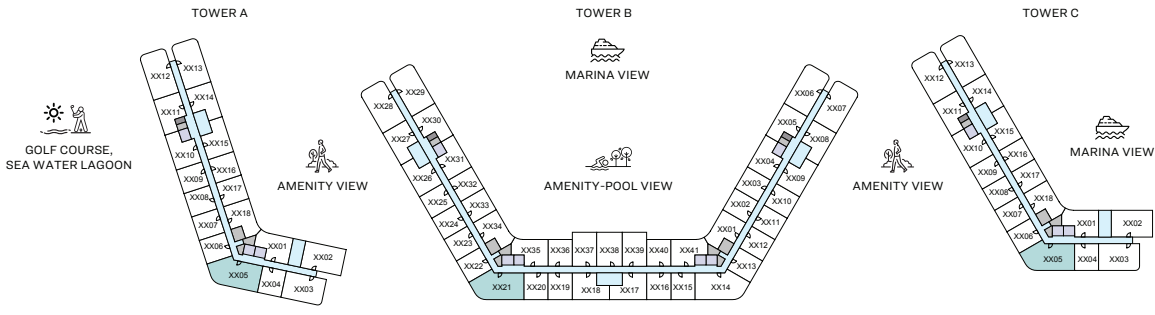 TOWER A
TOWER B
TOWER C
MARINA VIEW
GOLF COURSE,
SEA WATER LAGOON
AMENITY VIEW
AMENITY-POOL VIEW
AMENITY VIEW
MARINA VIEW
XX12
XX13
XX14
XX11
XX15
XX10
XX16
XX09
XX17
XX08
XX18
XX07
XX06
XX01
XX02
XX05
XX04
XX03
XX29
XX28
XX30
XX27
XX31
XX26
XX32
XX25
XX33
XX24
XX34
XX23
XX22
XX35
XX36
XX37
XX38
XX39
XX40
XX41
XX21
XX20
XX19
XX18
XX17
XX16
XX15
XX14
XX06
XX07
XX05
XX08
XX04
XX09
XX03
XX10
XX02
XX11
XX01
XX12
XX13
XX13
XX12
XX14
XX11
XX15
XX10
XX16
XX09
XX17
XX08
XX18
XX07
XX06
XX01
XX02
XX05
XX04
XX03